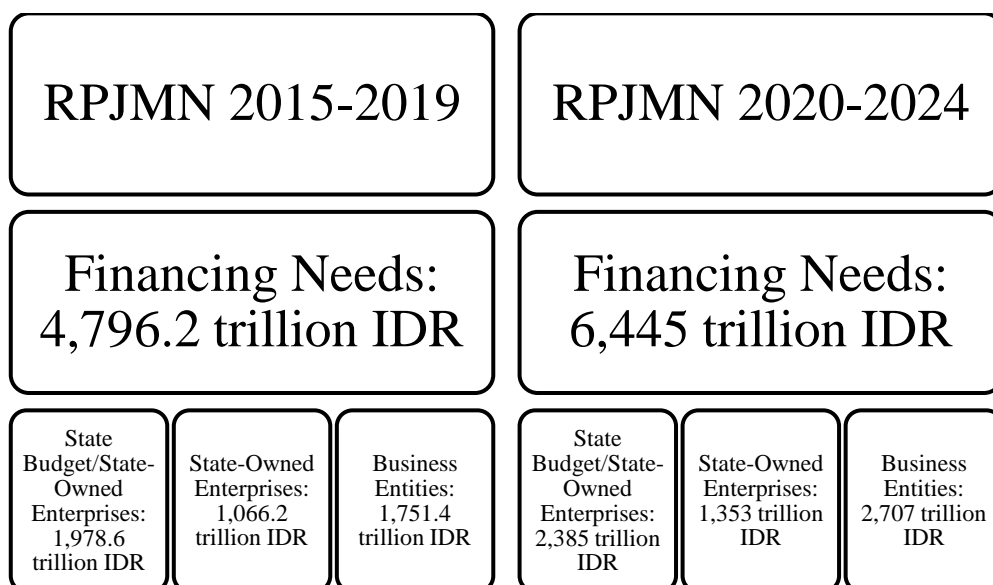 RPJMN 2015-2019
RPJMN 2020-2024
Financing Needs:
4,796.2 trillion IDR
Financing Needs:
6,445 trillion IDR
State
Budget/State-
Owned
Enterprises:
1,978.6
trillion IDR
State-Owned
Enterprises:
1,066.2
trillion IDR
Business
Entities:
1,751.4
trillion IDR
State
Budget/State-
Owned
Enterprises:
2,385 trillion
IDR
State-Owned
Enterprises:
1,353 trillion
IDR
Business
Entities:
2,707 trillion
IDR